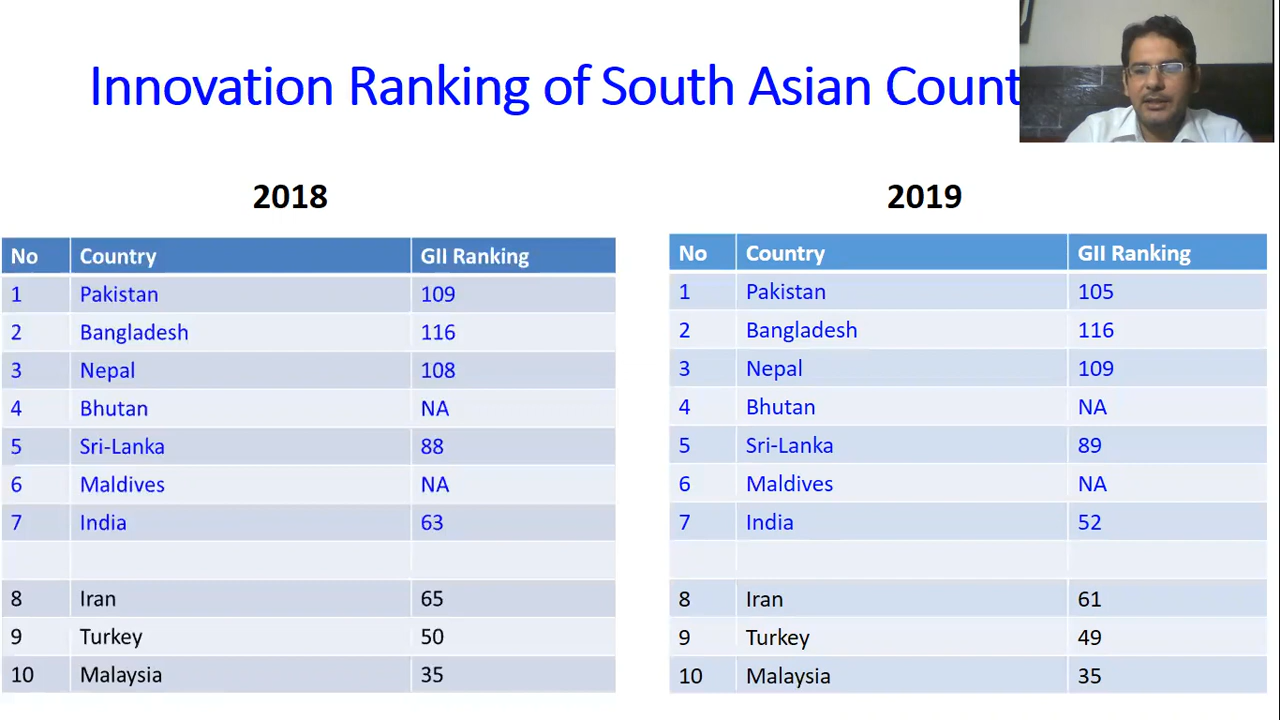 Innovation Ranking of South Asian Count
2018
No Country GII Ranking
1 Pakistan 109
2 Bangladesh 116
3 Nepal 108
4 Bhutan NA
5 Sri-Lanka 88
6 Maldives NA
7 India 63
8 Iran 65
9 Turkey 50
10 Malaysia 35
2019
No Country GII Ranking
1 Pakistan 105
2 Bangladesh 116
3 Nepal 109
4 Bhutan NA
5 Sri-Lanka 89
6 Maldives NA
7 India 52
8 Iran 61
9 Turkey 49
10 Malaysia 35